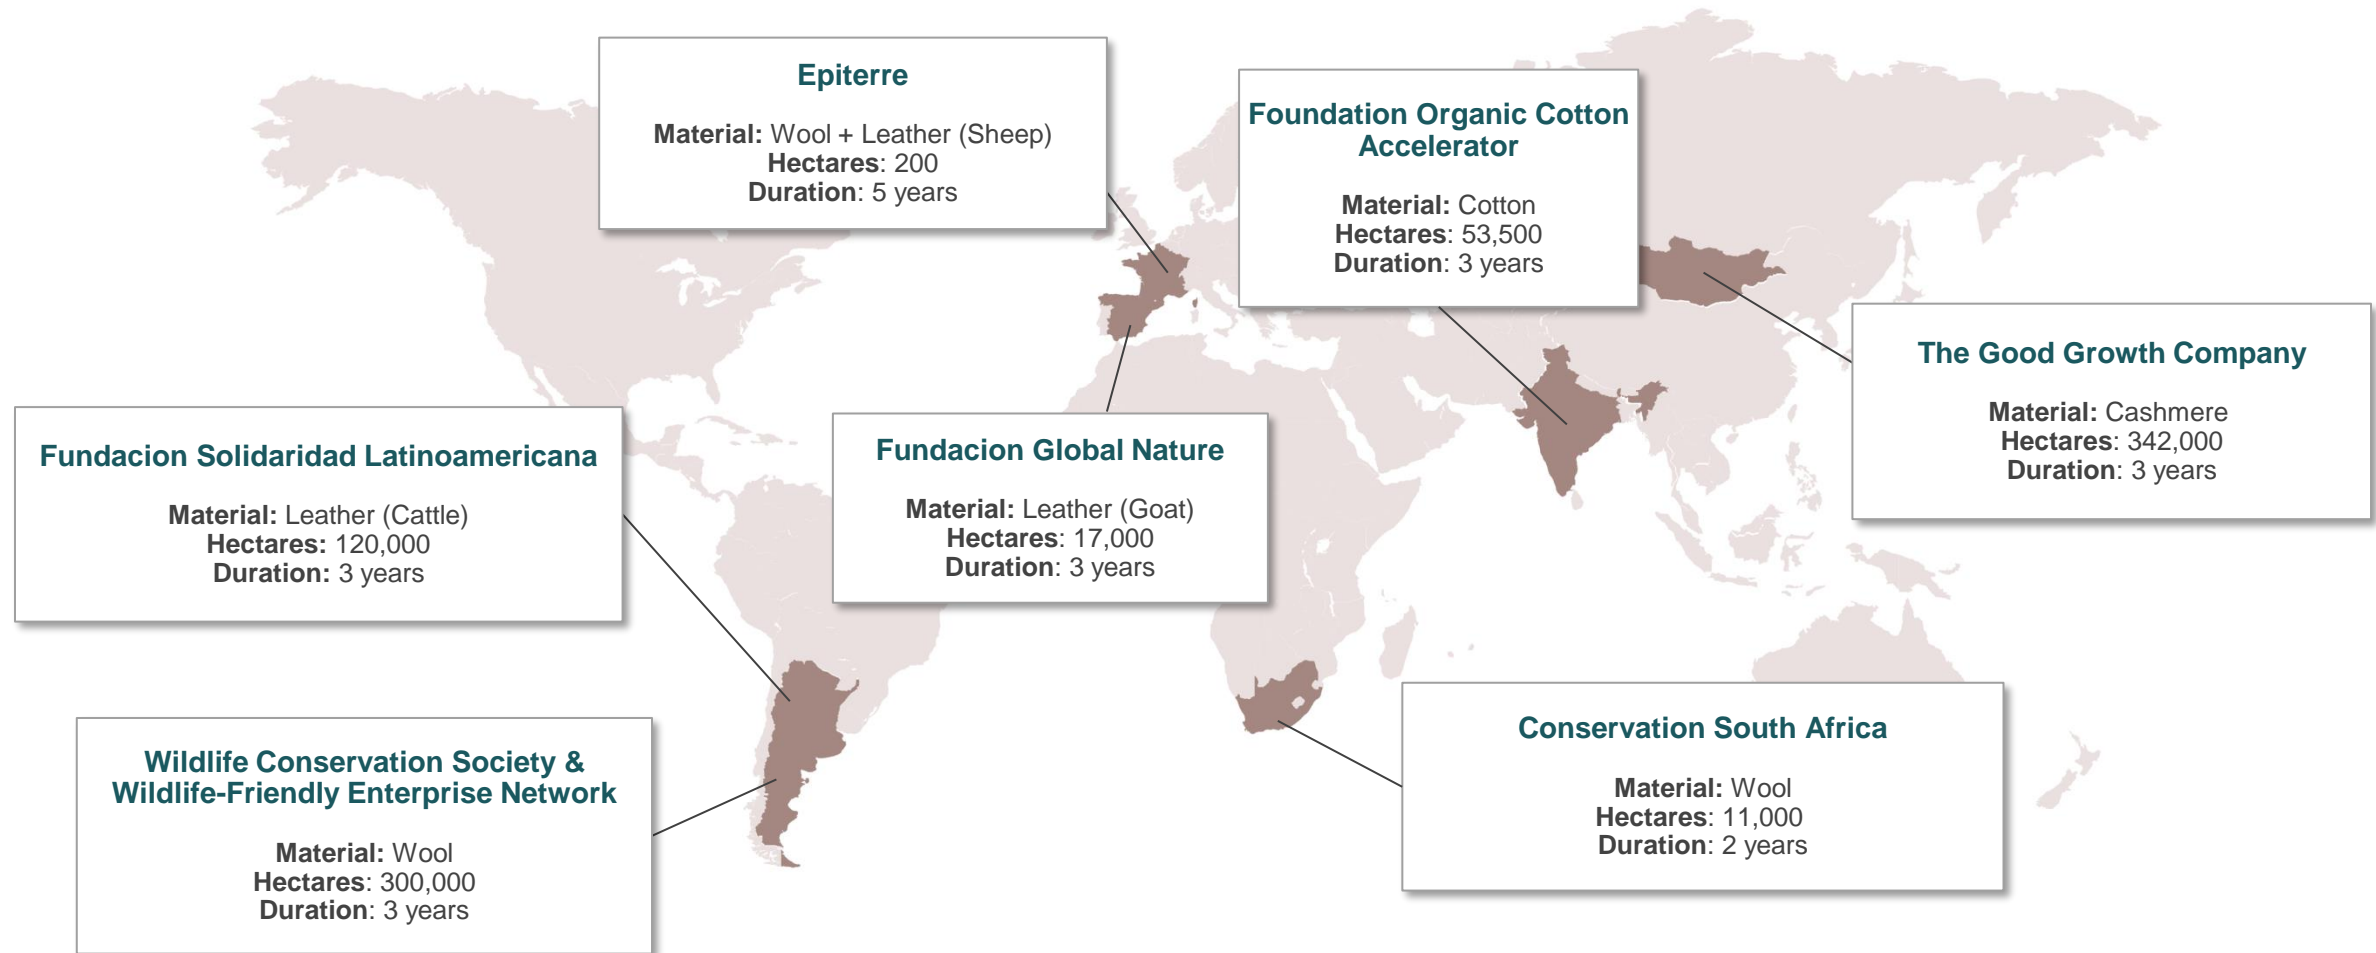 Epiterre
Material: Wool + Leather (Sheep)
Hectares: 200
Duration: 5 years
Foundation Organic Cotton
Accelerator
Material: Cotton
Hectares: 53,500
Duration: 3 years
The Good Growth Company
Material: Cashmere
Hectares: 342,000
Duration: 3 years
Fundacion Solidaridad Latinoamericana
Material: Leather (Cattle)
Hectares: 120,000
Duration: 3 years
Fundacion Global Nature
Material: Leather (Goat)
Hectares: 17,000
Duration: 3 years
Wildlife Conservation Society &
Wildlife-Friendly Enterprise Network
Material: Wool
Hectares: 300,000
Duration: 3 years
Conservation South Africa
Material: Wool
Hectares: 11,000
Duration: 2 years